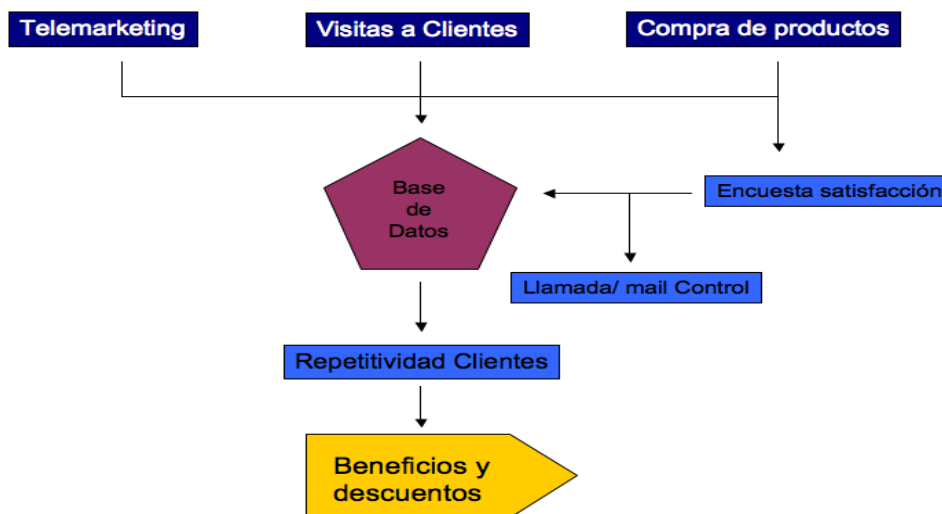 Telemarketing
Visitas a Clientes
Compra de productos
Base
de
Datos
Encuesta satisfacción
Llamada/ mail Control
Repetitividad Clientes
Beneficios y
descuentos